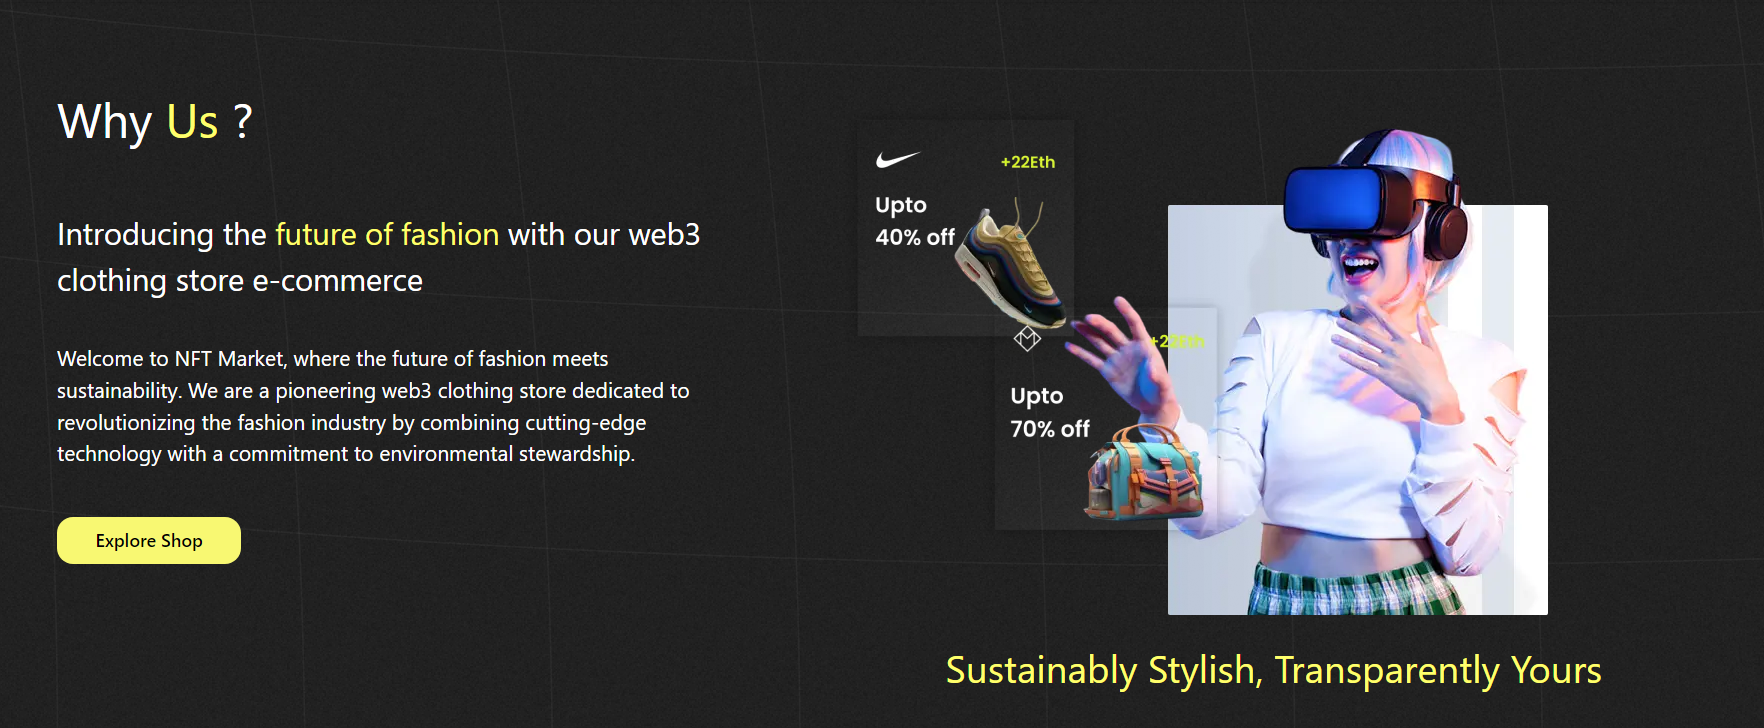 Why Us ?
Introducing the future of fashion with our web3
clothing store e-commerce
Welcome to NFT Market, where the future of fashion meets
sustainability. We are a pioneering web3 clothing store dedicated to
revolutionizing the fashion industry by combining cutting-edge
technology with a commitment to environmental stewardship.
Explore Shop
+22Eth
Upto
40% off
+22Eth
Upto
70% off
Sustainably Stylish, Transparently Yours